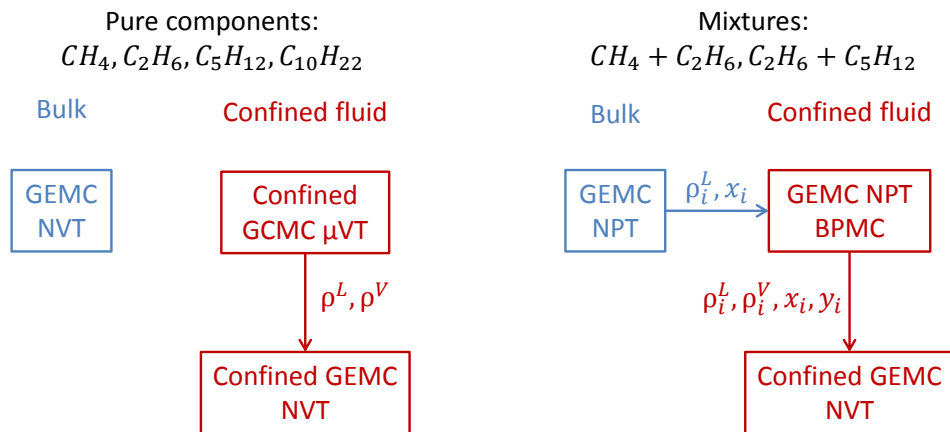 Pure components:
CH₄, C₂H₆, C₅H₁₂, C₁₀H₂₂
Bulk
Confined fluid
GEMC
NVT
Confined
GCMC µVT
ρᴸ, ρⱽ
Confined GEMC
NVT
Mixtures:
CH₄ + C₂H₆, C₂H₆ + C₅H₁₂
Bulk
Confined fluid
GEMC
NPT
ρᵢᴸ, xᵢ
GEMC NPT
BPMC
ρᵢᴸ, ρᵢⱽ, xᵢ, yᵢ
Confined GEMC
NVT